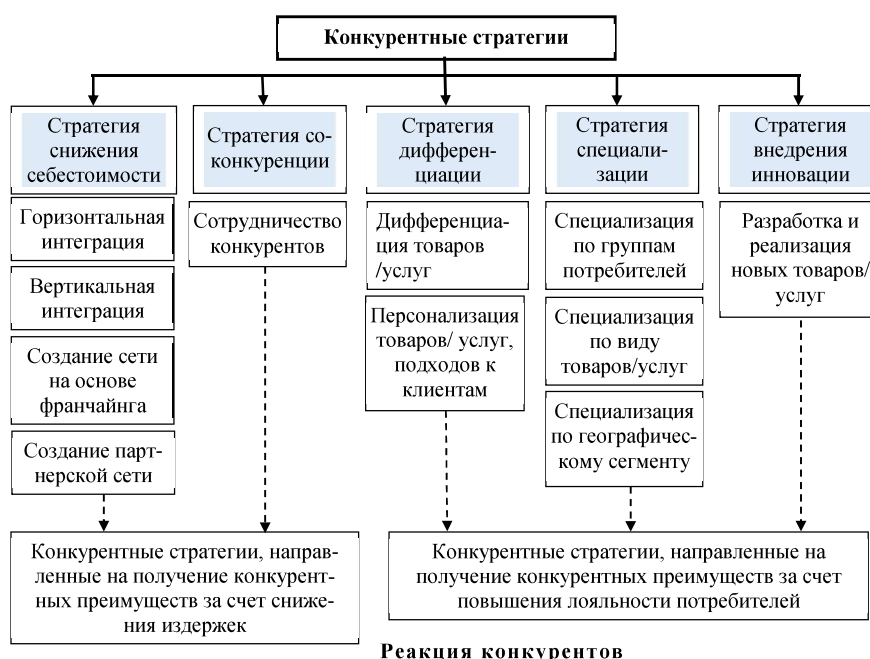 Конкурентные стратегии
Стратегия
снижения
себестоимости
Горизонтальная
интеграция
Вертикальная
интеграция
Создание сети
на основе
франчайнга
Создание парт-
нерской сети
Стратегия со-
конкуренции
Сотрудничество
конкурентов
Стратегия
дифферен-
циации
Дифференциа-
ция товаров
/услуг
Персонализация
товаров/ услуг,
подходов к
клиентам
Стратегия
специали-
зации
Специализация
по группам
потребителей
Специализация
по виду
товаров/услуг
Специализация
по географичес-
кому сегменту
Стратегия
внедрения
инновации
Разработка и
реализация
новых товаров/
услуг
Конкурентные стратегии, направ-
ленные на получение конкурент-
ных преимуществ за счет сниже-
ния издержек
Конкурентные стратегии, направленные на
получение конкурентных преимуществ за счет
повышения лояльности потребителей
Реакция конкурентов